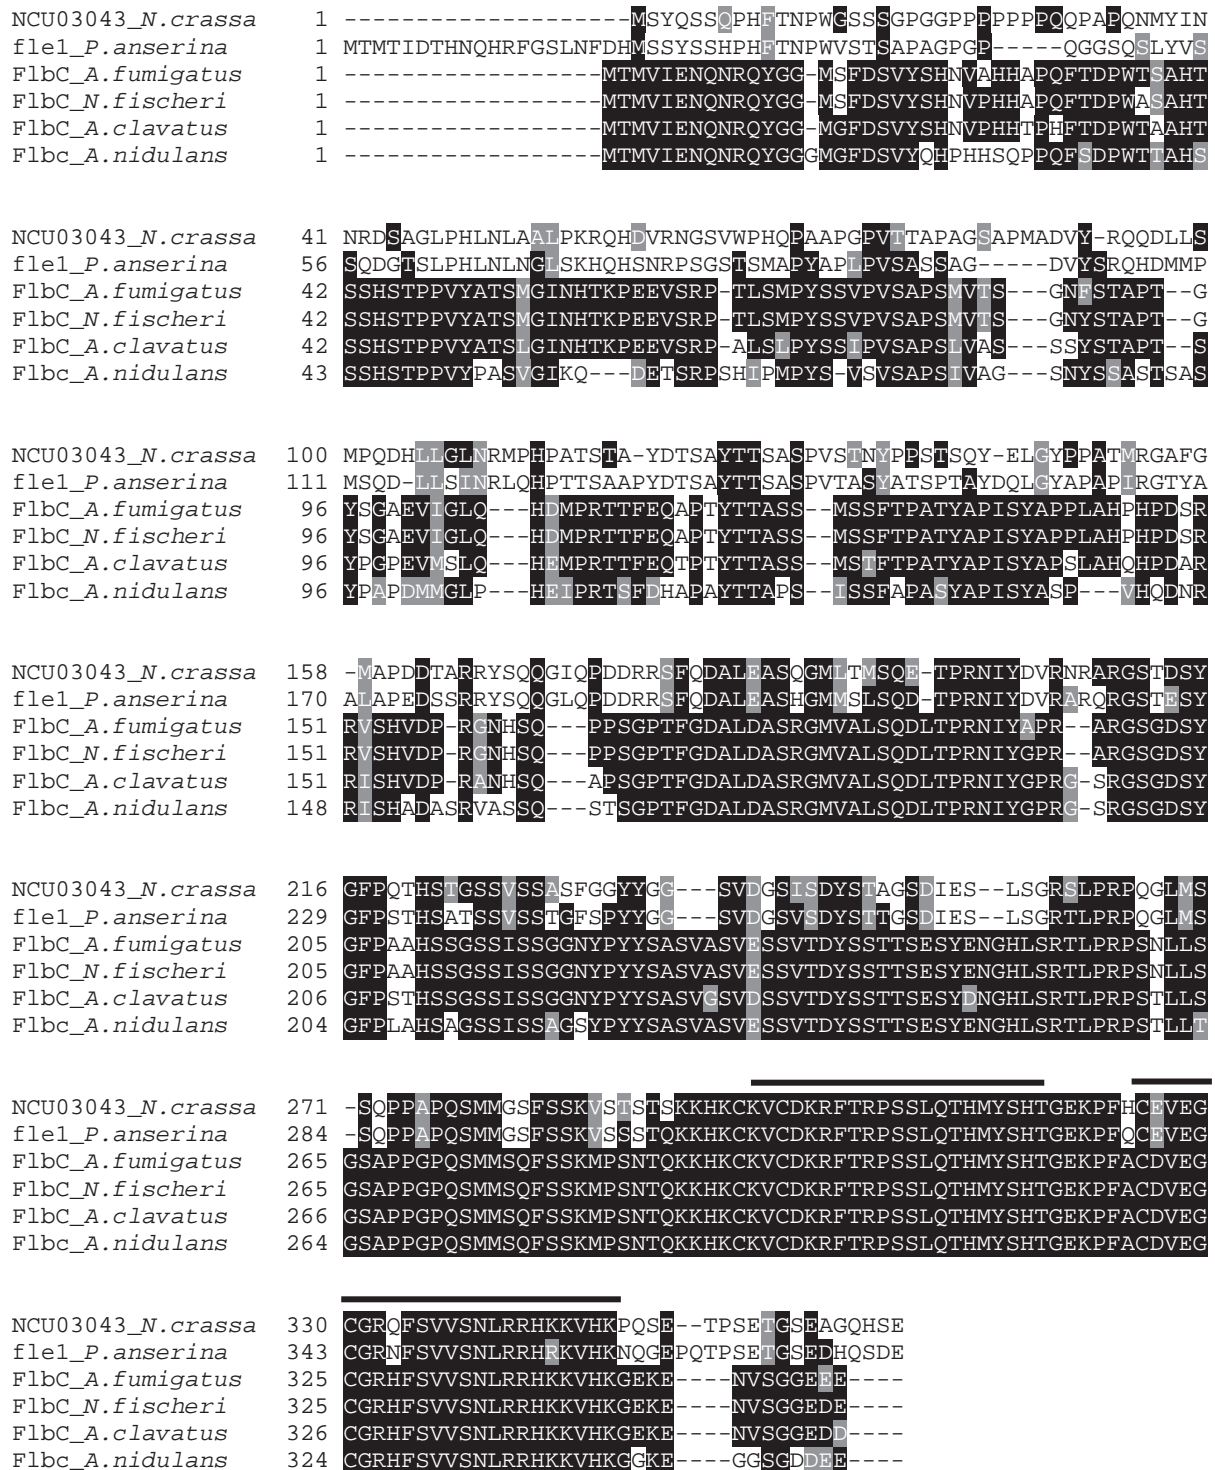 NCU03043_N.crassa 1 --------------------MSYQSSQPHFTNPWGSSSGPGGPPPPPPPQQPAPQNMYIN
fle1_P.anserina 1 MTMTIDTHNQHRFGSLNFDHMSSYSSHPHFTNPWVSTSAPAGPGP-----QGGSQSLYVS
FlbC_A.fumigatus 1 ------------------MTMVIENQNRQYGG-MSFDSVYSHNVAHHAPQFTDPWTSAHT
FlbC_N.fischeri 1 ------------------MTMVIENQNRQYGG-MSFDSVYSHNVPHHAPQFTDPWASAHT
FlbC_A.clavatus 1 ------------------MTMVIENQNRQYGG-MGFDSVYSHNVPHHTPHFTDPWTAAHT
Flbc_A.nidulans 1 ------------------MTMVIENQNRQYGGGMGFDSVYQHPHHSQPPQFSDPWTTAHS
NCU03043_N.crassa 41 NRDSAGLPHLNLAALPKRQHDVRNGSVWPHQPAAPGPVTTAPAGSAPMADVY-RQQDLLS
fle1_P.anserina 56 SQDGTSLPHLNLNGLSKHQHSNRPSGSTSMAPYAPLPVSASSAG-----DVYSRQHDMMP
FlbC_A.fumigatus 42 SSHSTPPVYATSMGINHTKPEEVSRP-TLSMPYSSVPVSAPSMVTS---GNFSTAPT--G
FlbC_N.fischeri 42 SSHSTPPVYATSMGINHTKPEEVSRP-TLSMPYSSVPVSAPSMVTS---GNYSTAPT--G
FlbC_A.clavatus 42 SSHSTPPVYATSLGINHTKPEEVSRP-ALSLPYSSIPVSAPSLVAS---SSYSTAPT--S
Flbc_A.nidulans 43 SSHSTPPVYPASVGIKQ---DETSRPSHIPMPYS-VSVSAPSIVAG---SNYSSASTSAS
NCU03043_N.crassa 100 MPQDHLLGLNRMPHPATSTA-YDTSAYTTSASPVSTNYPPSTSQY-ELGYPPATMRGAFG
fle1_P.anserina 111 MSQD-LLSINRLQHPTTSAAPYDTSAYTTSASPVTASYATSPTAYDQLGYAPAPIRGTYA
FlbC_A.fumigatus 96 YSGAEVIGLQ---HDMPRTTFEQAPTYTTASS--MSSFTPATYAPISYAPPLAHPHPDSR
FlbC_N.fischeri 96 YSGAEVIGLQ---HDMPRTTFEQAPTYTTASS--MSSFTPATYAPISYAPPLAHPHPDSR
FlbC_A.clavatus 96 YPGPEVMSLQ---HEMPRTTFEQTPTYTTASS--MSTFTPATYAPISYAPSLAHQHPDAR
Flbc_A.nidulans 96 YPAPDMMGLP---HEIPRTSFDHAPAYTTAPS--ISSFAPASYAPISYASP---VHQDNR
NCU03043_N.crassa 158 -MAPDDTARRYSQQGIQPDDRRSFQDALEASQGMLTMSQE-TPRNIYDVRNRARGSTDSY
fle1_P.anserina 170 ALAPEDSSRRYSQQGLQPDDRRSFQDALEASHGMMSLSQD-TPRNIYDVRARQRGSTESY
FlbC_A.fumigatus 151 RVSHVDP-RGNHSQ---PPSGPTFGDALDASRGMVALSQDLTPRNIYAPR--ARGSGDSY
FlbC_N.fischeri 151 RVSHVDP-RGNHSQ---PPSGPTFGDALDASRGMVALSQDLTPRNIYGPR--ARGSGDSY
FlbC_A.clavatus 151 RISHVDP-RANHSQ---APSGPTFGDALDASRGMVALSQDLTPRNIYGPRG-SRGSGDSY
Flbc_A.nidulans 148 RISHADASRVASSQ---STSGPTFGDALDASRGMVALSQDLTPRNIYGPRG-SRGSGDSY
NCU03043_N.crassa 216 GFPQTHSTGSSVSSASFGGYYGG---SVDGSISDYSTAGSDIES--LSGRSLPRPQGLMS
fle1_P.anserina 229 GFPSTHSATSSVSSTGFSPYYGG---SVDGSVSDYSTTGSDIES--LSGRTLPRPQGLMS
FlbC_A.fumigatus 205 GFPAAHSSGSSISSGGNYPYYSASVASVESSVTDYSSTTSESYENGHLSRTLPRPSNLLS
FlbC_N.fischeri 205 GFPAAHSSGSSISSGGNYPYYSASVASVESSVTDYSSTTSESYENGHLSRTLPRPSNLLS
FlbC_A.clavatus 206 GFPSTHSSGSSISSGGNYPYYSASVGSVDSSVTDYSSTTSESYDNGHLSRTLPRPSTLLS
Flbc_A.nidulans 204 GFPLAHSAGSSISSAGSYPYYSASVASVESSVTDYSSTTSESYENGHLSRTLPRPSTLLT
NCU03043_N.crassa 271 -SQPPAPQSMMGSFSSKVSTSTSKKHKCKVCDKRFTRPSSLQTHMYSHTGEKPFHCEVEG
fle1_P.anserina 284 -SQPPAPQSMMGSFSSKVSSSTQKKHKCKVCDKRFTRPSSLQTHMYSHTGEKPFQCEVEG
FlbC_A.fumigatus 265 GSAPPGPQSMMSQFSSKMPSNTQKKHKCKVCDKRFTRPSSLQTHMYSHTGEKPFACDVEG
FlbC_N.fischeri 265 GSAPPGPQSMMSQFSSKMPSNTQKKHKCKVCDKRFTRPSSLQTHMYSHTGEKPFACDVEG
FlbC_A.clavatus 266 GSAPPGPQSMMSQFSSKMPSNTQKKHKCKVCDKRFTRPSSLQTHMYSHTGEKPFACDVEG
Flbc_A.nidulans 264 GSAPPGPQSMMSQFSSKMPSNTQKKHKCKVCDKRFTRPSSLQTHMYSHTGEKPFACDVEG
NCU03043_N.crassa 330 CGRQFSVVSNLRRHKKVHKPQSE--TPSETGSEAGQHSE
fle1_P.anserina 343 CGRNFSVVSNLRRHRKVHKNQGEPQTPSETGSEDHQSDE
FlbC_A.fumigatus 325 CGRHFSVVSNLRRHKKVHKGEKE----NVSGGEEE----
FlbC_N.fischeri 325 CGRHFSVVSNLRRHKKVHKGEKE----NVSGGEDE----
FlbC_A.clavatus 326 CGRHFSVVSNLRRHKKVHKGEKE----NVSGGEDD----
Flbc_A.nidulans 324 CGRHFSVVSNLRRHKKVHKGGKE----GGSGDDEE----